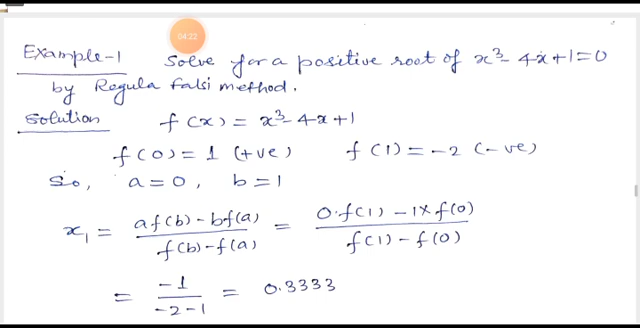 04:22
Example-1 Solve for a positive root of x³- 4x+1=0
by Regula falsi method.
Solution f(x) = x³- 4x+1
f(0) = 1 (+ve) f(1) = -2 (-ve)
So, a=0, b=1
x₁ = (af(b) - bf(a))/(f(b) - f(a)) = (0.f(1) - 1×f(0))/(f(1) - f(0))
= -1/(-2-1) = 0.3333